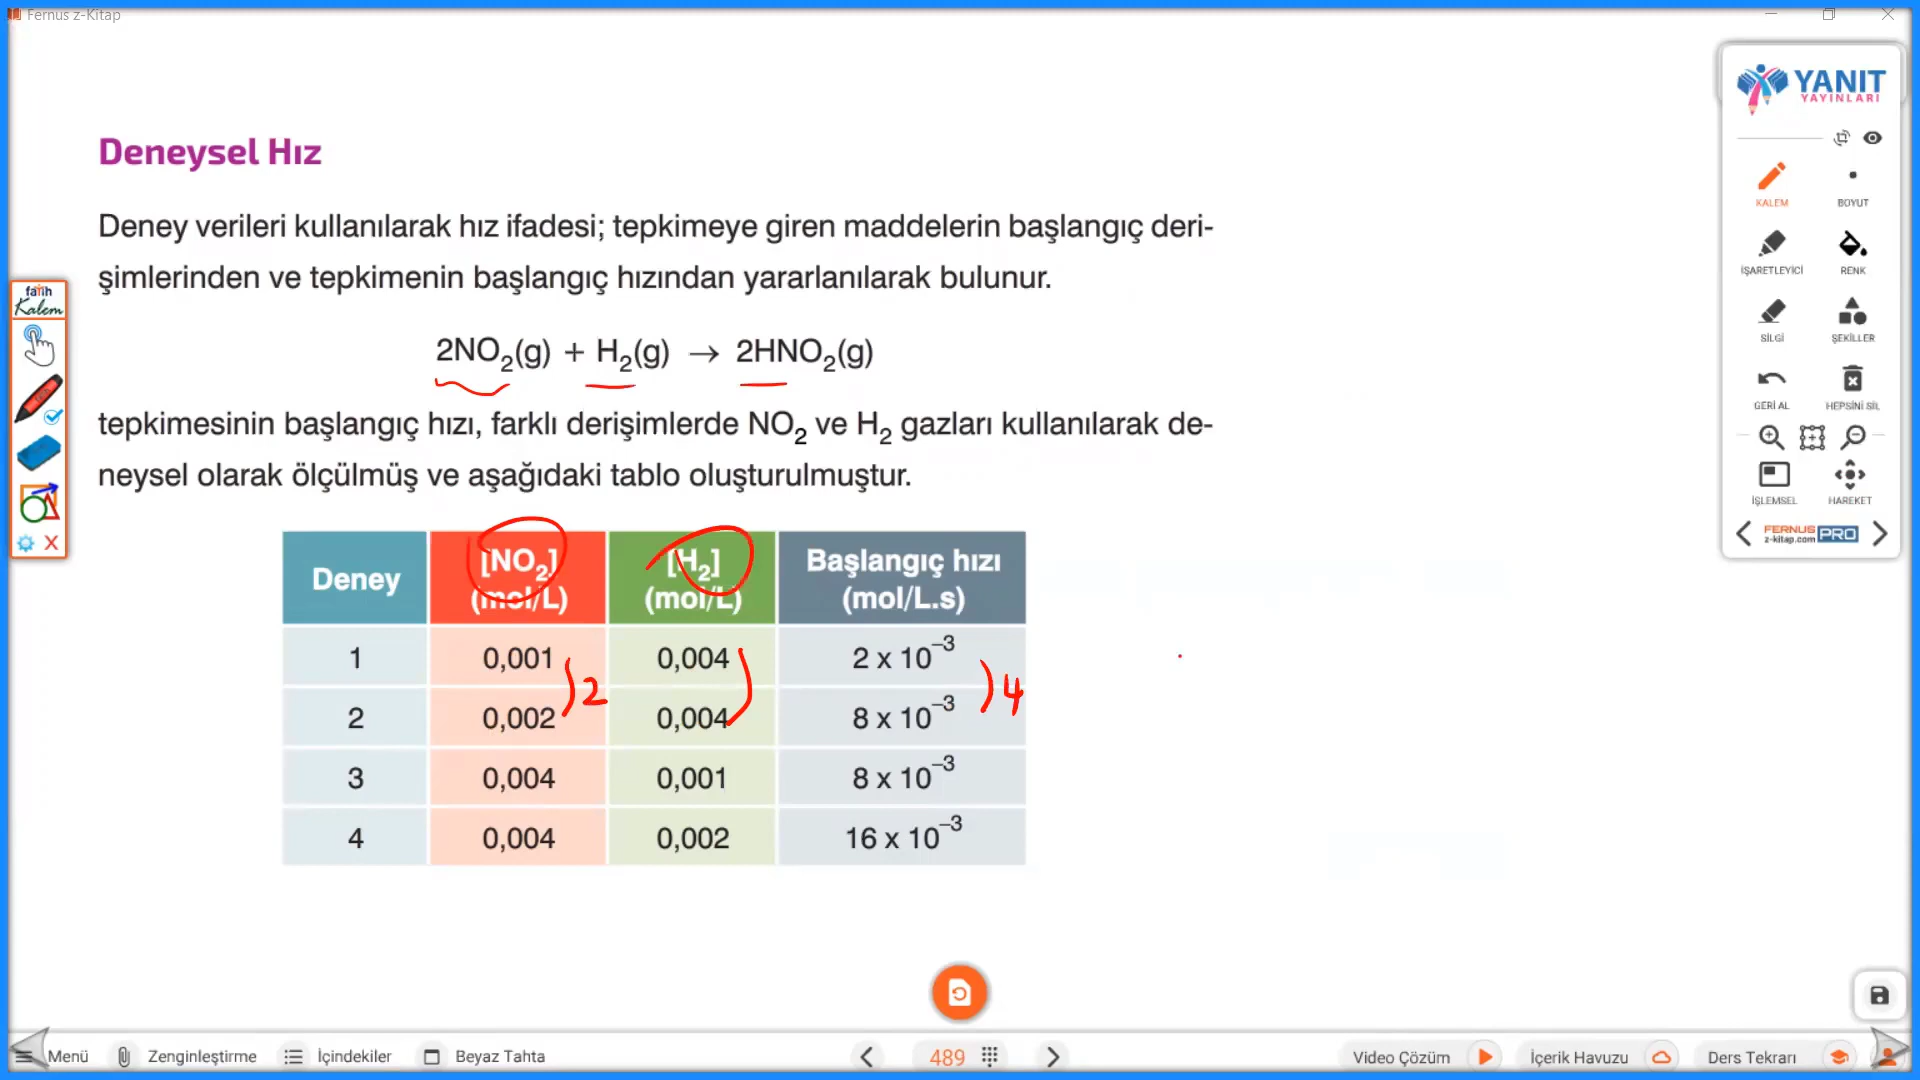 Fernus z-Kitap
YANIT
YAYINLARI
Deneysel Hız
Deney verileri kullanılarak hız ifadesi; tepkimeye giren maddelerin başlangıç deri-
şimlerinden ve tepkimenin başlangıç hızından yararlanılarak bulunur.
2NO₂(g) + H₂(g) → 2HNO₂(g)
tepkimesinin başlangıç hızı, farklı derişimlerde NO₂ ve H₂ gazları kullanılarak de-
neysel olarak ölçülmüş ve aşağıdaki tablo oluşturulmuştur.
Deney [NO₂] (mol/L) [H₂] (mol/L) Başlangıç hızı (mol/L.s)
1 0,001 0,004 2 x 10⁻³
2 0,002 0,004 8 x 10⁻³
3 0,004 0,001 8 x 10⁻³
4 0,004 0,002 16 x 10⁻³
)2 ) )4
fatih
Kalem
X
KALEM BOYUT
İŞARETLEYİCİ RENK
SİLGİ ŞEKİLLER
GERİ AL HEPSİNİ SİL
İŞLEMSEL HAREKET
FERNUS
z-kitap.com PRO
Menü Zenginleştirme İçindekiler Beyaz Tahta 489 Video Çözüm İçerik Havuzu Ders Tekrarı